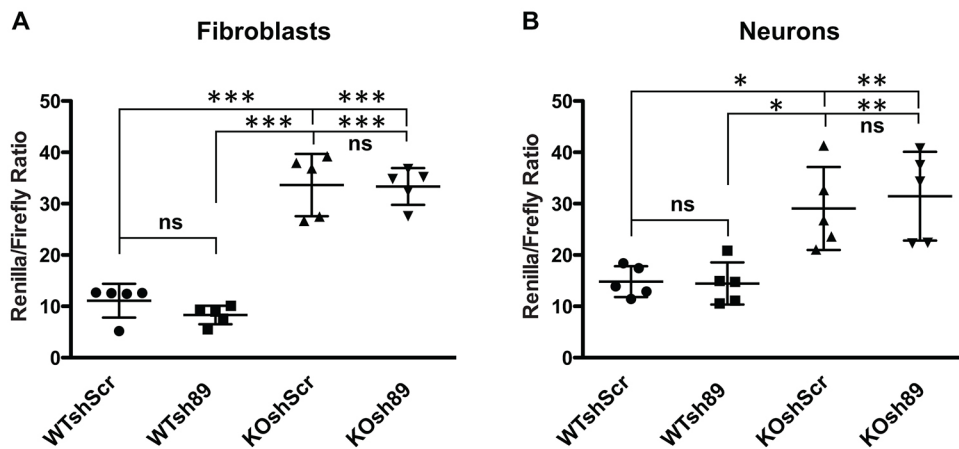 A
Fibroblasts
*** ***
*** ***
ns
ns
Renilla/Firefly Ratio
50
40
30
20
10
0
WTshScr
WTsh89
KOshScr
KOsh89
B
Neurons
* **
* **
ns
ns
Renilla/Frefly Ratio
50
40
30
20
10
0
WTshScr
WTsh89
KOshScr
KOsh89